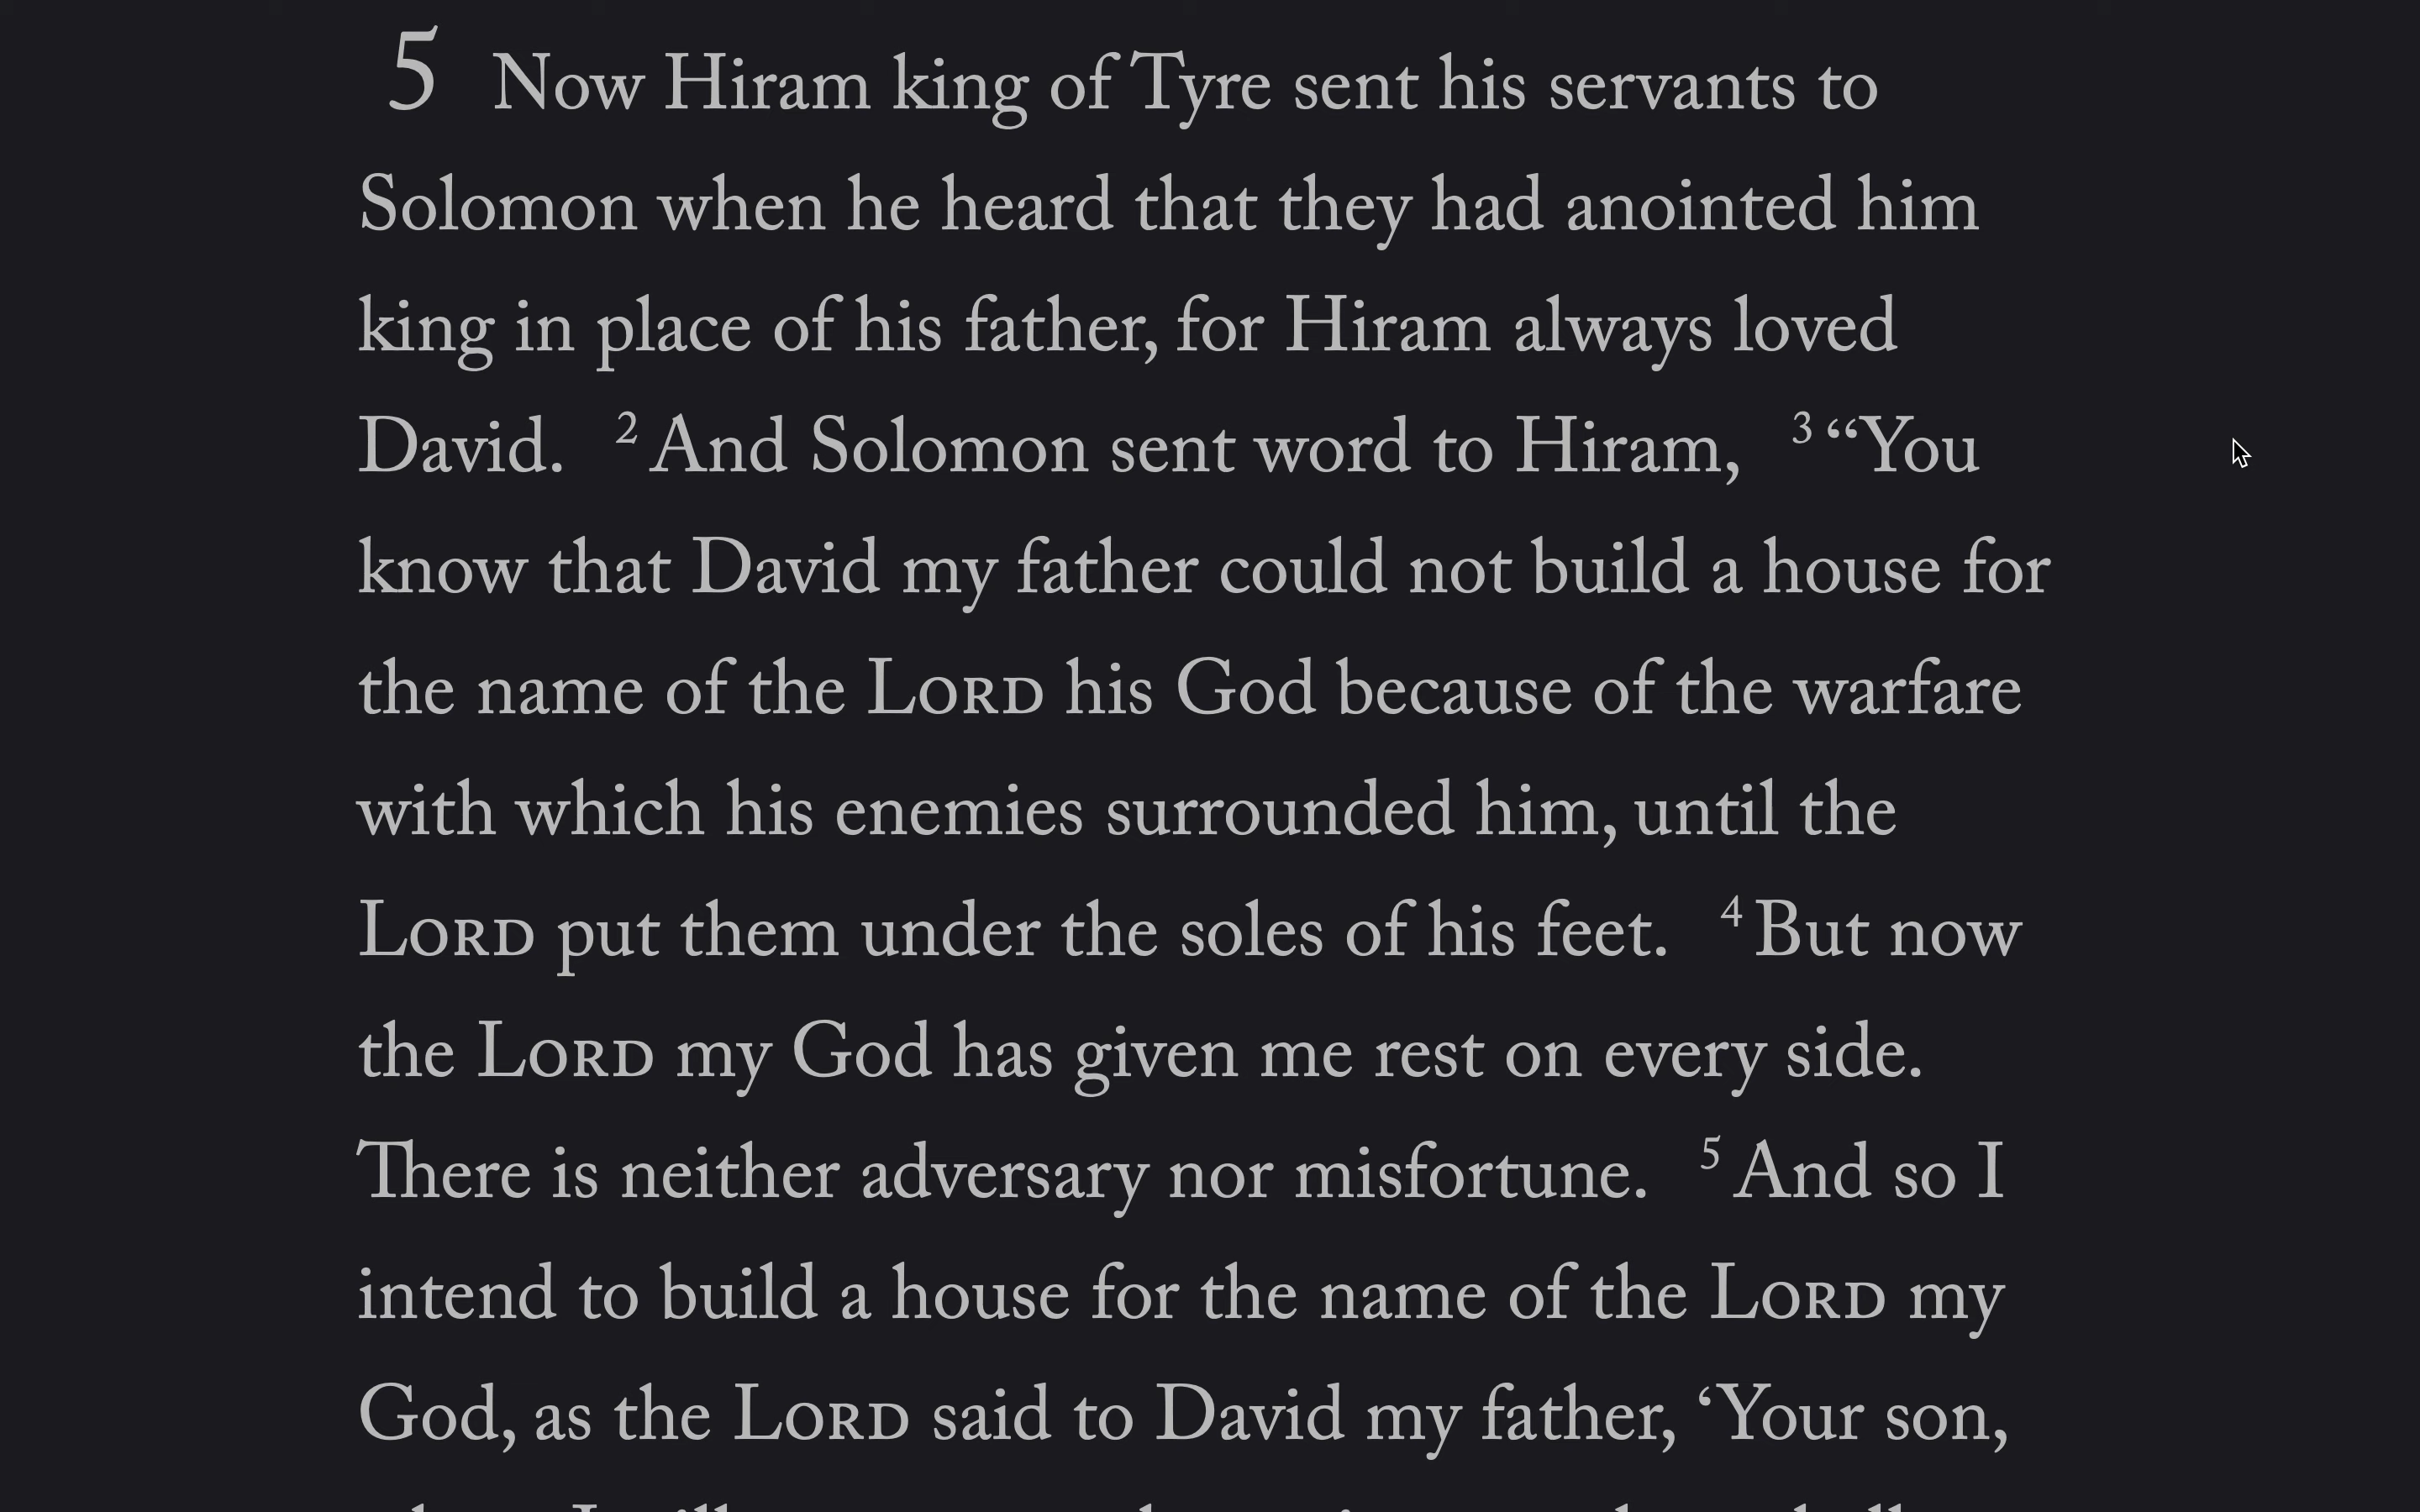 5 Now Hiram king of Tyre sent his servants to
Solomon when he heard that they had anointed him
king in place of his father, for Hiram always loved
David. 2 And Solomon sent word to Hiram, 3 “You
know that David my father could not build a house for
the name of the LORD his God because of the warfare
with which his enemies surrounded him, until the
LORD put them under the soles of his feet. 4 But now
the LORD my God has given me rest on every side.
There is neither adversary nor misfortune. 5 And so I
intend to build a house for the name of the LORD my
God, as the LORD said to David my father, ‘Your son,